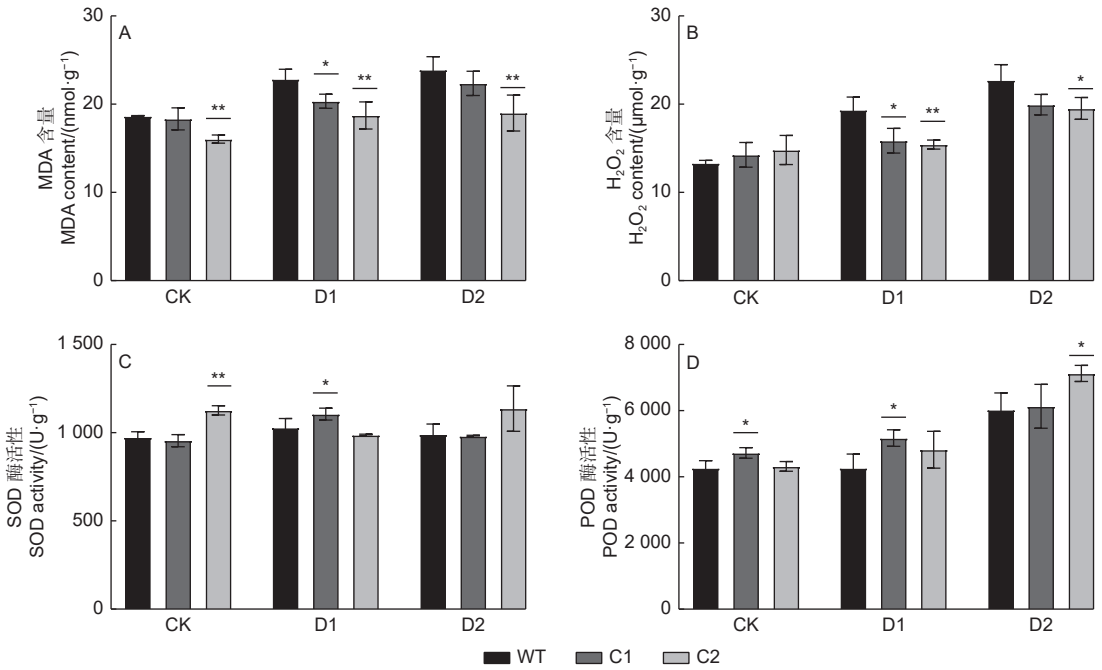 A
MDA 含量
MDA content/(nmol·g⁻¹)
30
20
10
0
**
*
**
**
CK
D1
D2
B
H₂O₂ 含量
H₂O₂ content/(μmol·g⁻¹)
30
20
10
0
*
**
*
CK
D1
D2
C
SOD 酶活性
SOD activity/(U·g⁻¹)
1 500
1 000
500
0
**
*
CK
D1
D2
D
POD 酶活性
POD activity/(U·g⁻¹)
8 000
6 000
4 000
2 000
0
*
*
*
CK
D1
D2
WT C1 C2